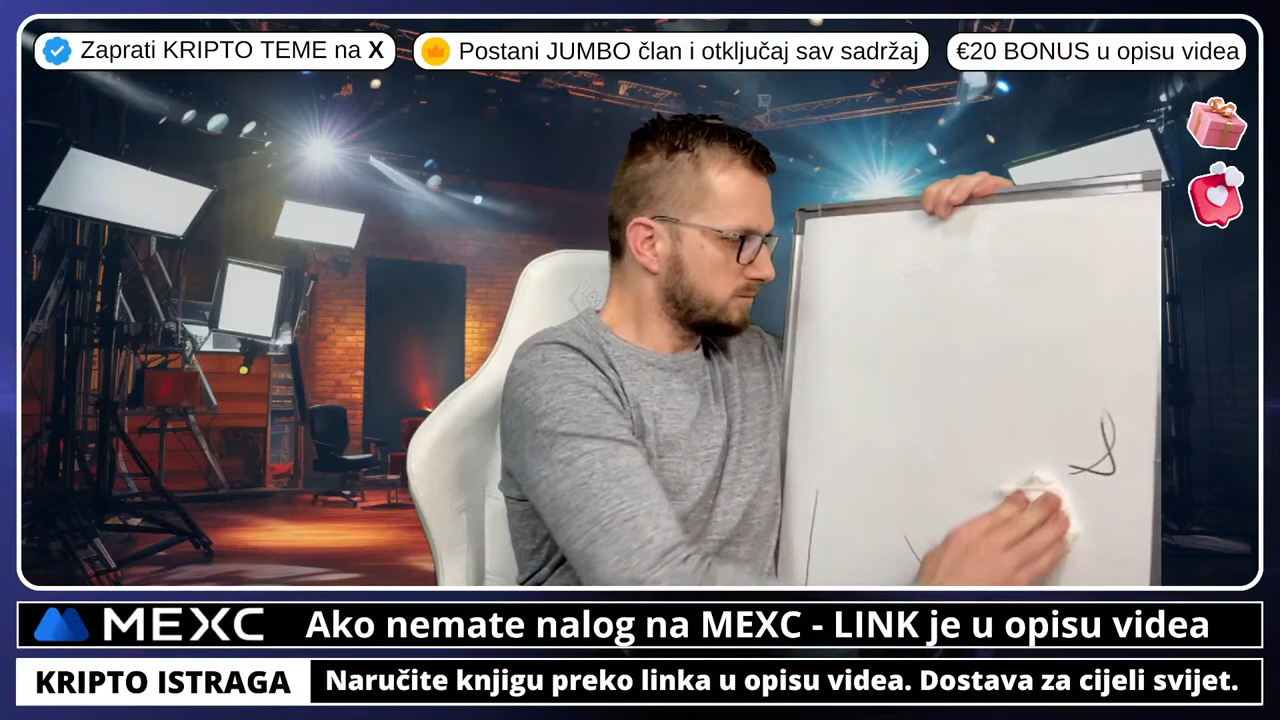 Zaprati KRIPTO TEME na X
Postani JUMBO član i otključaj sav sadržaj
€20 BONUS u opisu videa
MEXC
Ako nemate nalog na MEXC - LINK je u opisu videa
KRIPTO ISTRAGA
Naručite knjigu preko linka u opisu videa. Dostava za cijeli svijet.